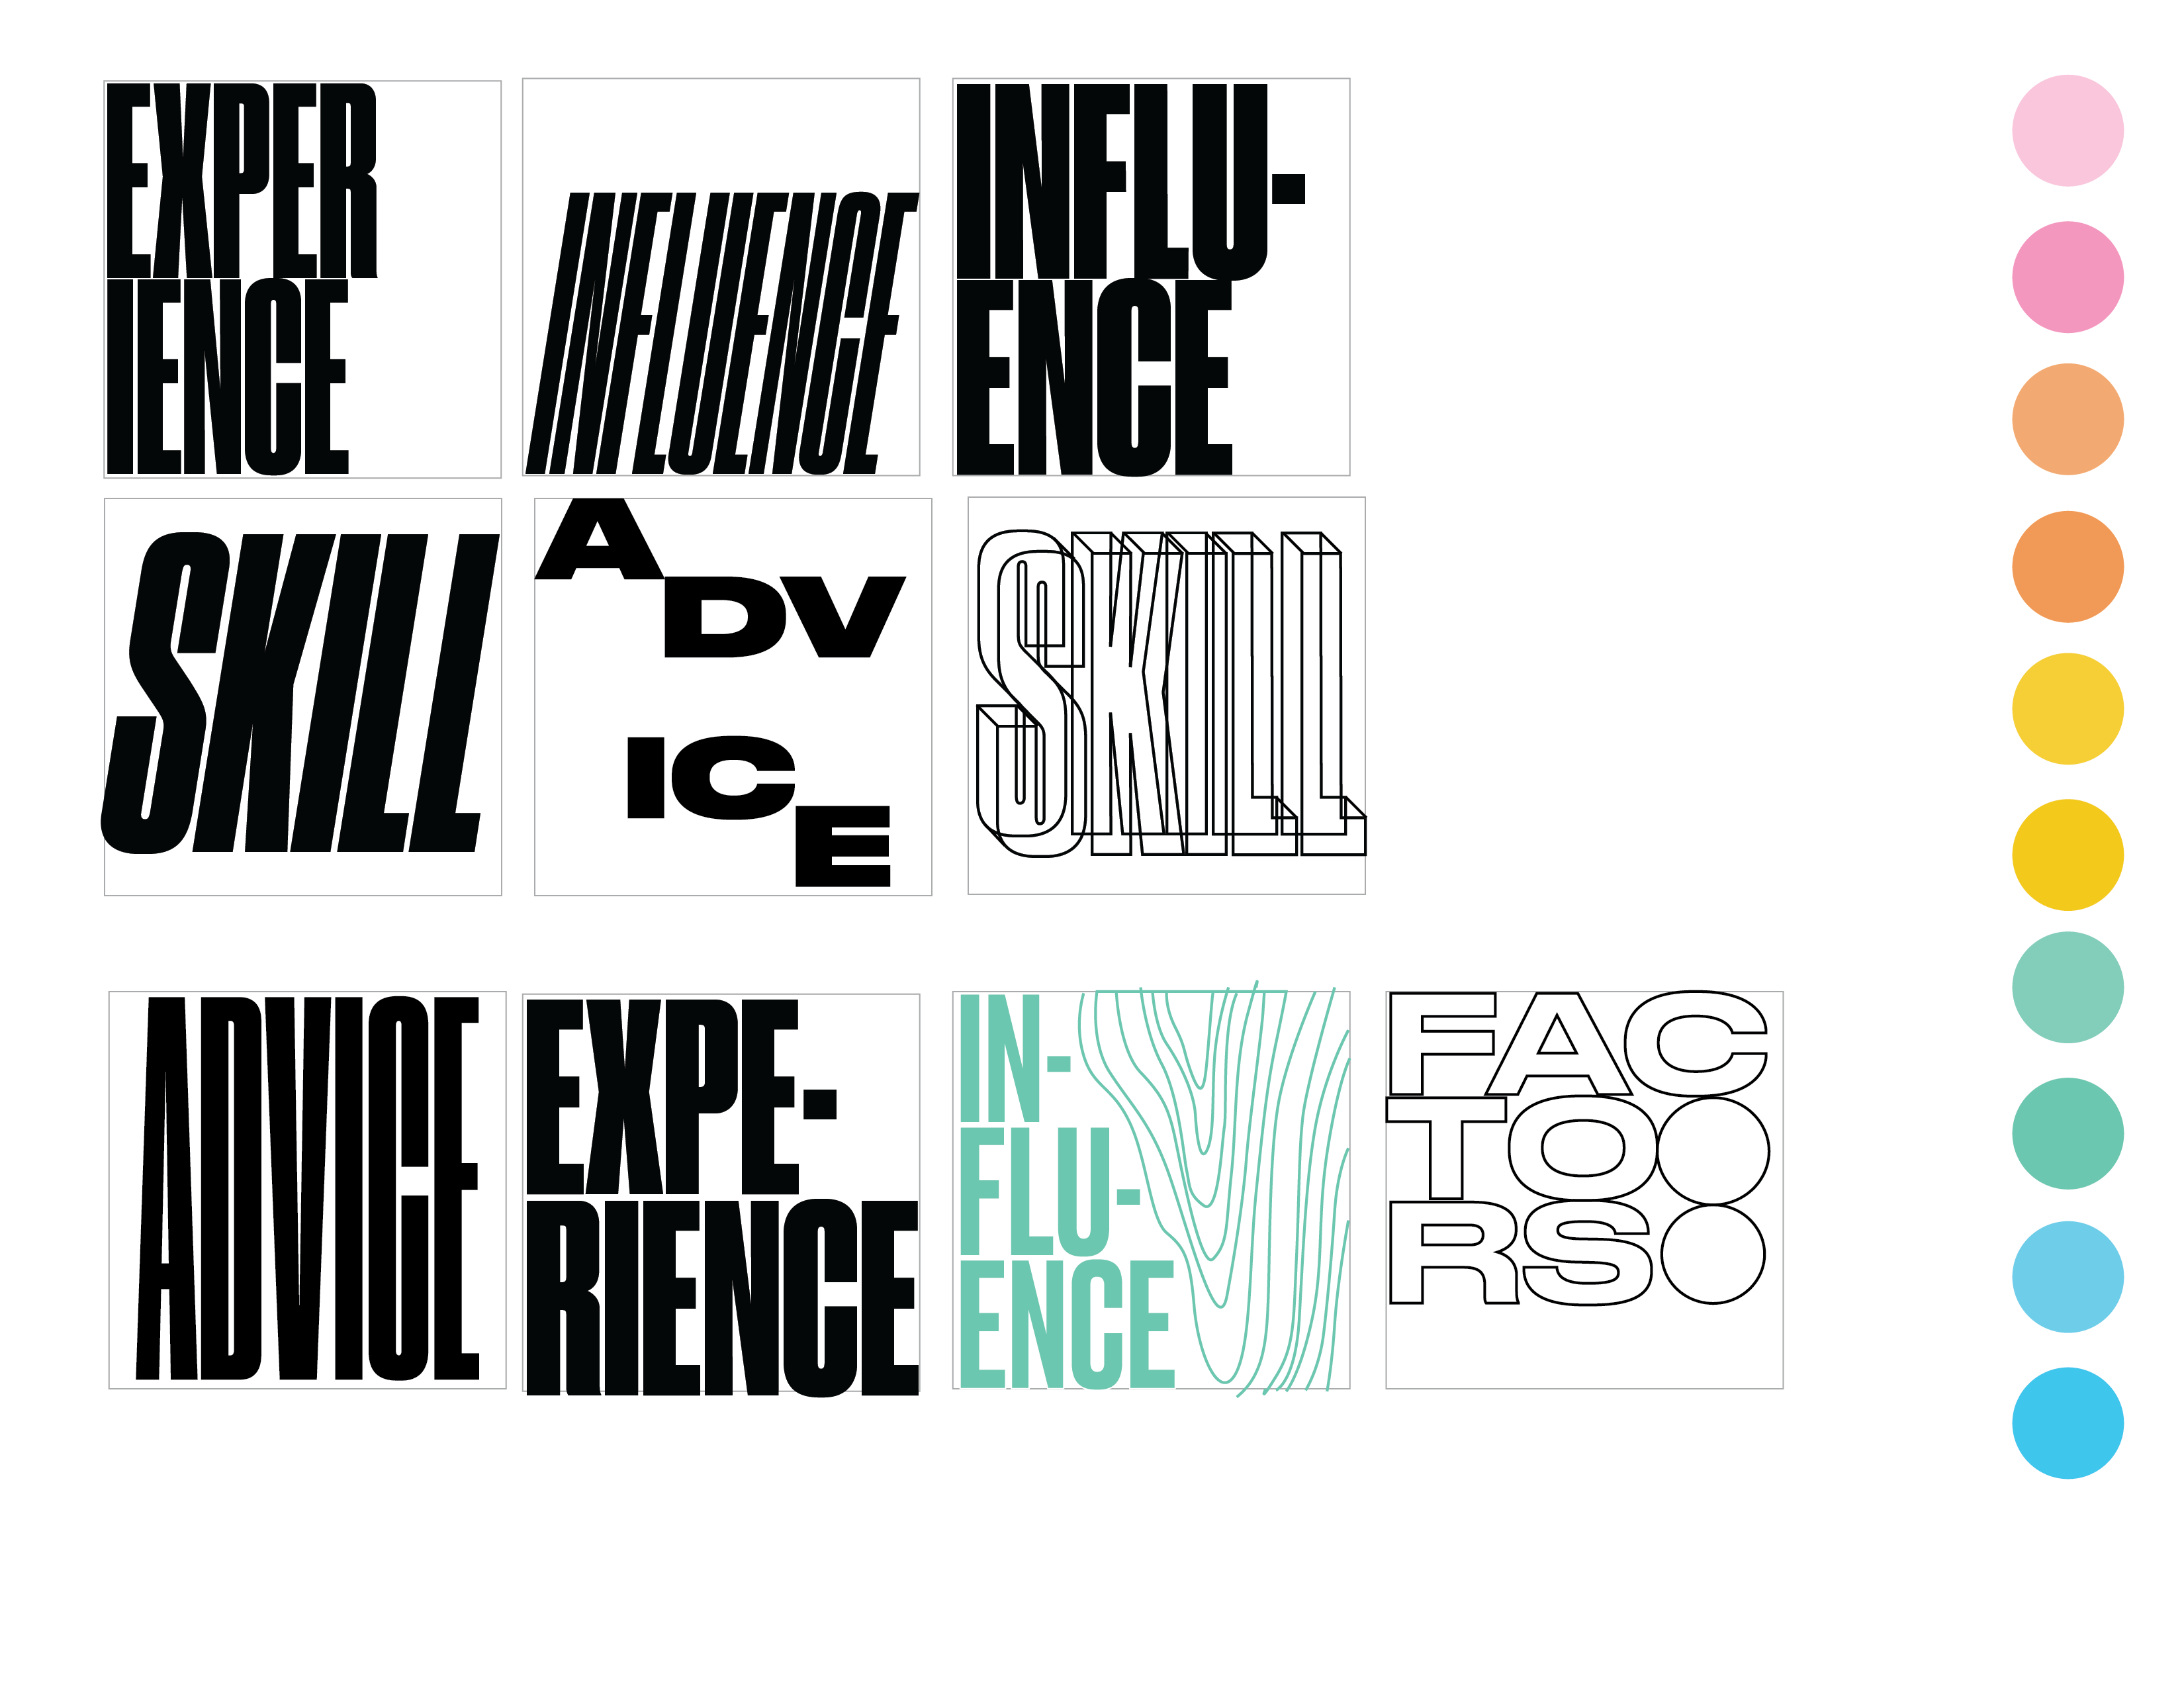 EXPER
IENCE
INFLUENCE
INFLU-
ENCE
SKILL
A
DV
IC
E
SKILL
ADVICE
EXPE-
RIENCE
IN-
FLU-
ENCE
FAC
TO
RS